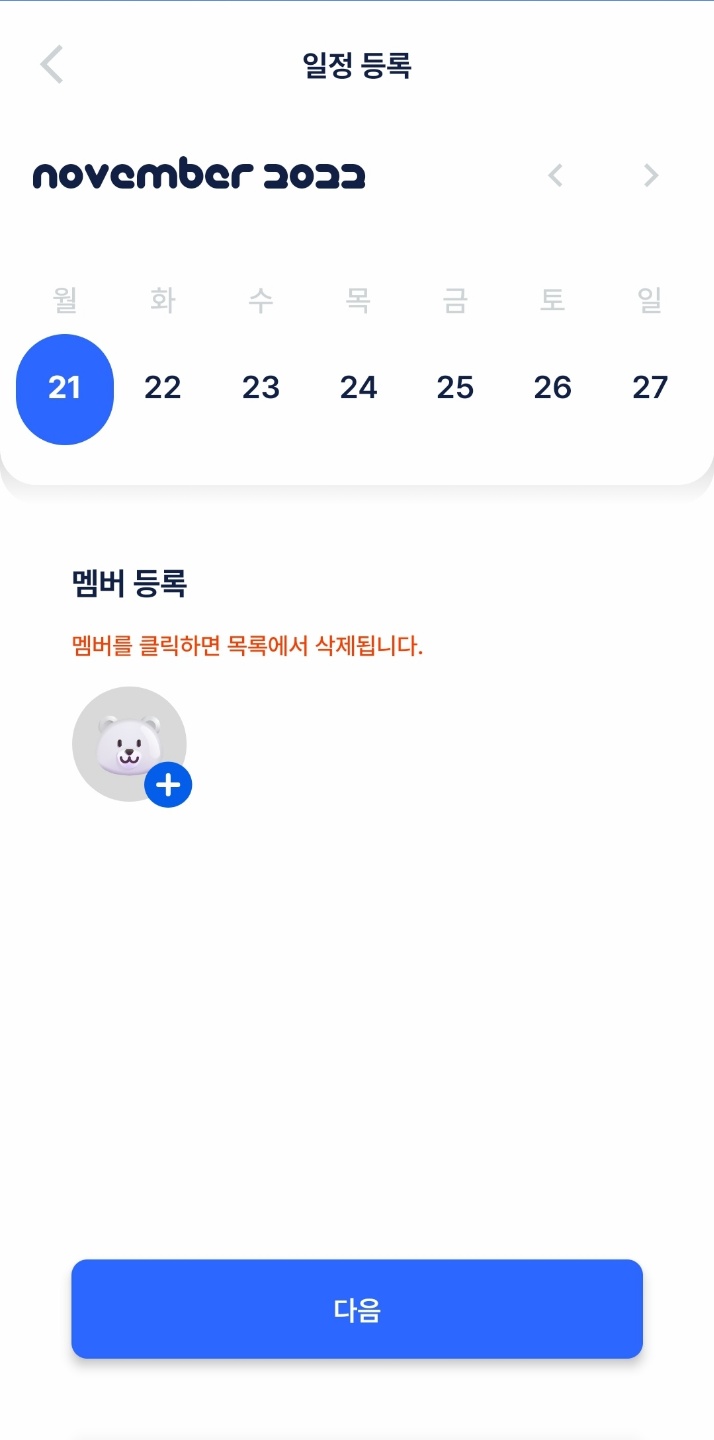 일정 등록
november 2022
월 화 수 목 금 토 일
21 22 23 24 25 26 27
멤버 등록
멤버를 클릭하면 목록에서 삭제됩니다.
다음